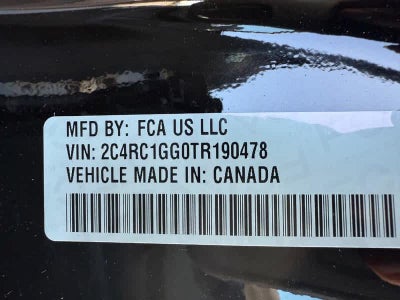 MFD BY: FCA US LLC
VIN: 2C4RC1GG0TR190478
VEHICLE MADE IN: CANADA